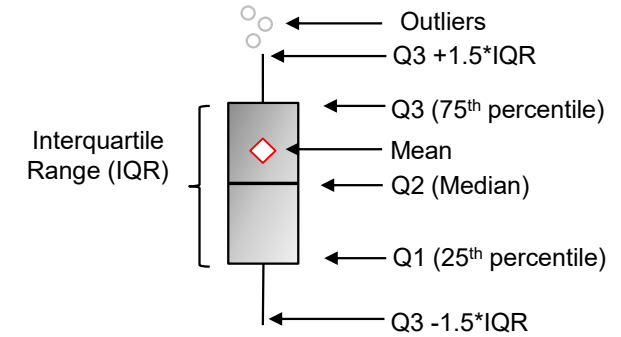 Outliers
Q3 +1.5*IQR
Q3 (75th percentile)
Interquartile
Range (IQR)
Mean
Q2 (Median)
Q1 (25th percentile)
Q3 -1.5*IQR